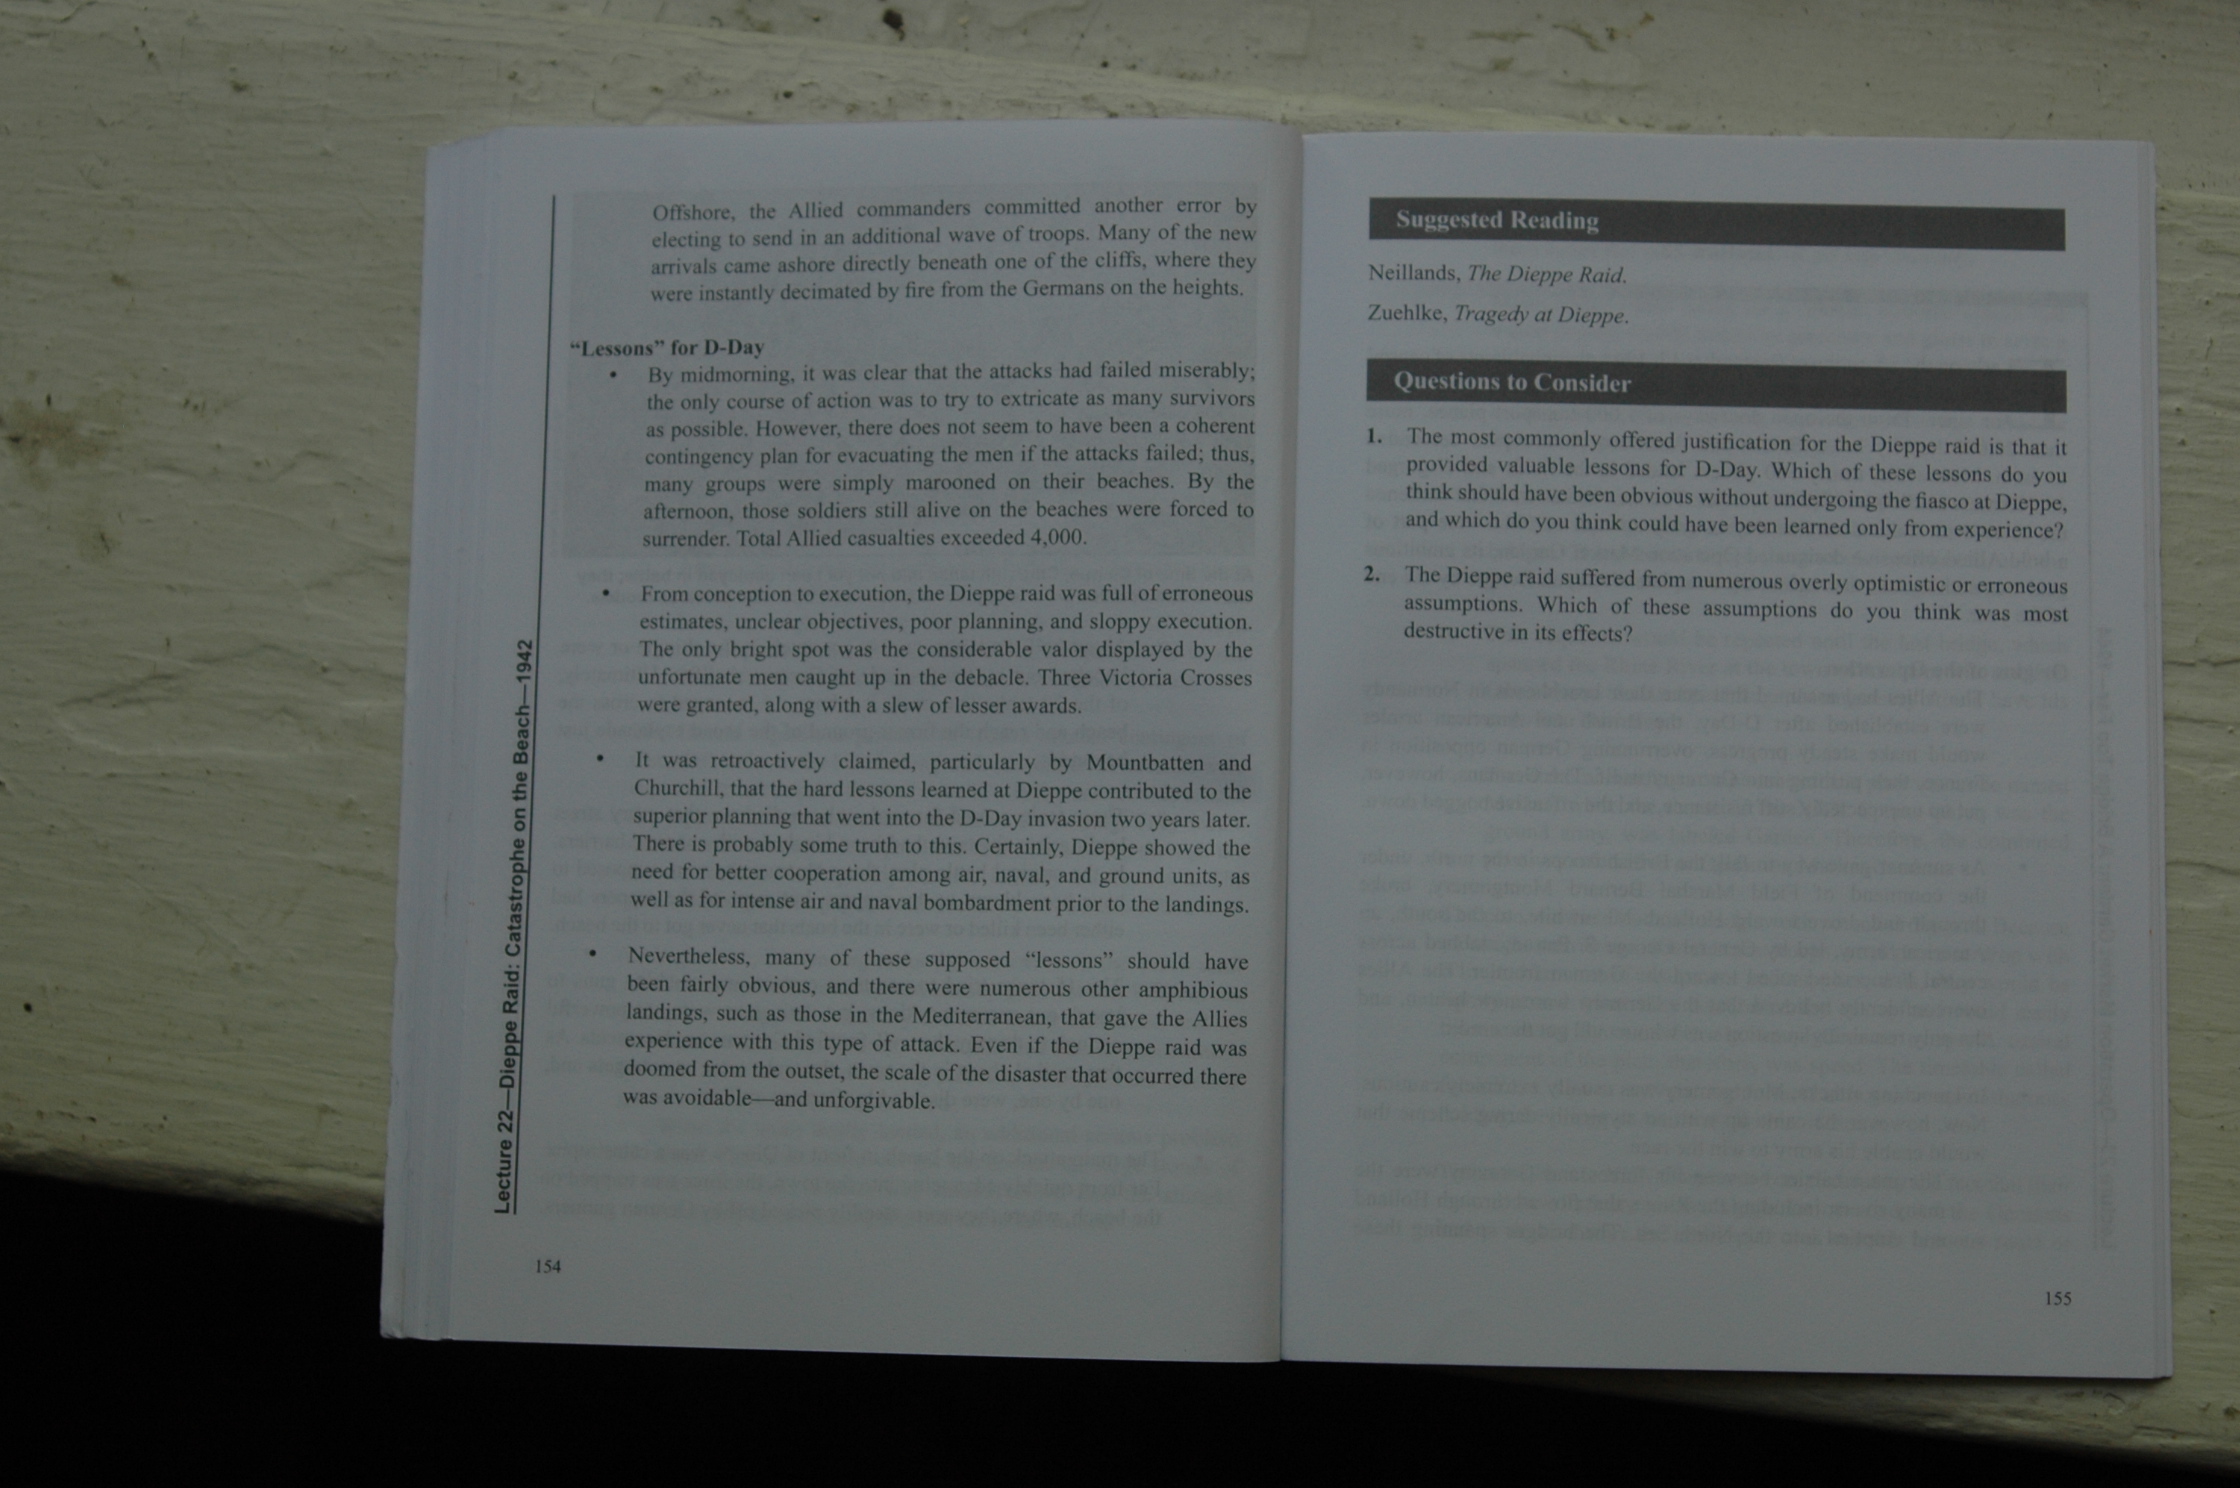 Offshore, the Allied commanders committed another error by
electing to send in an additional wave of troops. Many of the new
arrivals came ashore directly beneath one of the cliffs, where they
were instantly decimated by fire from the Germans on the heights.
“Lessons” for D-Day
• By midmorning, it was clear that the attacks had failed miserably;
the only course of action was to try to extricate as many survivors
as possible. However, there does not seem to have been a coherent
contingency plan for evacuating the men if the attacks failed; thus,
many groups were simply marooned on their beaches. By the
afternoon, those soldiers still alive on the beaches were forced to
surrender. Total Allied casualties exceeded 4,000.
• From conception to execution, the Dieppe raid was full of erroneous
estimates, unclear objectives, poor planning, and sloppy execution.
The only bright spot was the considerable valor displayed by the
unfortunate men caught up in the debacle. Three Victoria Crosses
were granted, along with a slew of lesser awards.
• It was retroactively claimed, particularly by Mountbatten and
Churchill, that the hard lessons learned at Dieppe contributed to the
superior planning that went into the D-Day invasion two years later.
There is probably some truth to this. Certainly, Dieppe showed the
need for better cooperation among air, naval, and ground units, as
well as for intense air and naval bombardment prior to the landings.
• Nevertheless, many of these supposed “lessons” should have
been fairly obvious, and there were numerous other amphibious
landings, such as those in the Mediterranean, that gave the Allies
experience with this type of attack. Even if the Dieppe raid was
doomed from the outset, the scale of the disaster that occurred there
was avoidable—and unforgivable.
Lecture 22—Dieppe Raid: Catastrophe on the Beach—1942
154
Suggested Reading
Neillands, The Dieppe Raid.
Zuehlke, Tragedy at Dieppe.
Questions to Consider
1. The most commonly offered justification for the Dieppe raid is that it
provided valuable lessons for D-Day. Which of these lessons do you
think should have been obvious without undergoing the fiasco at Dieppe,
and which do you think could have been learned only from experience?
2. The Dieppe raid suffered from numerous overly optimistic or erroneous
assumptions. Which of these assumptions do you think was most
destructive in its effects?
155